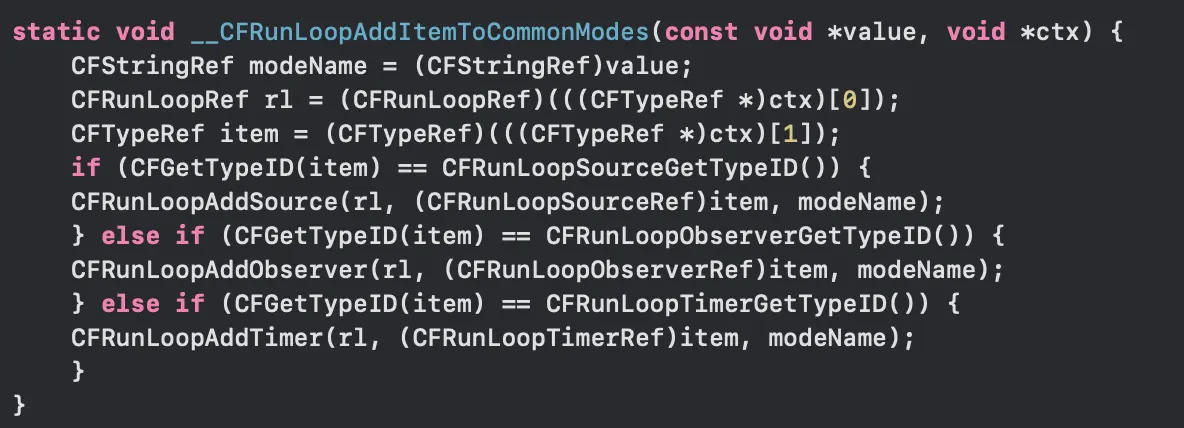 static void __CFRunLoopAddItemToCommonModes(const void *value, void *ctx) {
    CFStringRef modeName = (CFStringRef)value;
    CFRunLoopRef rl = (CFRunLoopRef)(((CFTypeRef *)ctx)[0]);
    CFTypeRef item = (CFTypeRef)(((CFTypeRef *)ctx)[1]);
    if (CFGetTypeID(item) == CFRunLoopSourceGetTypeID()) {
    CFRunLoopAddSource(rl, (CFRunLoopSourceRef)item, modeName);
    } else if (CFGetTypeID(item) == CFRunLoopObserverGetTypeID()) {
    CFRunLoopAddObserver(rl, (CFRunLoopObserverRef)item, modeName);
    } else if (CFGetTypeID(item) == CFRunLoopTimerGetTypeID()) {
    CFRunLoopAddTimer(rl, (CFRunLoopTimerRef)item, modeName);
    }
}